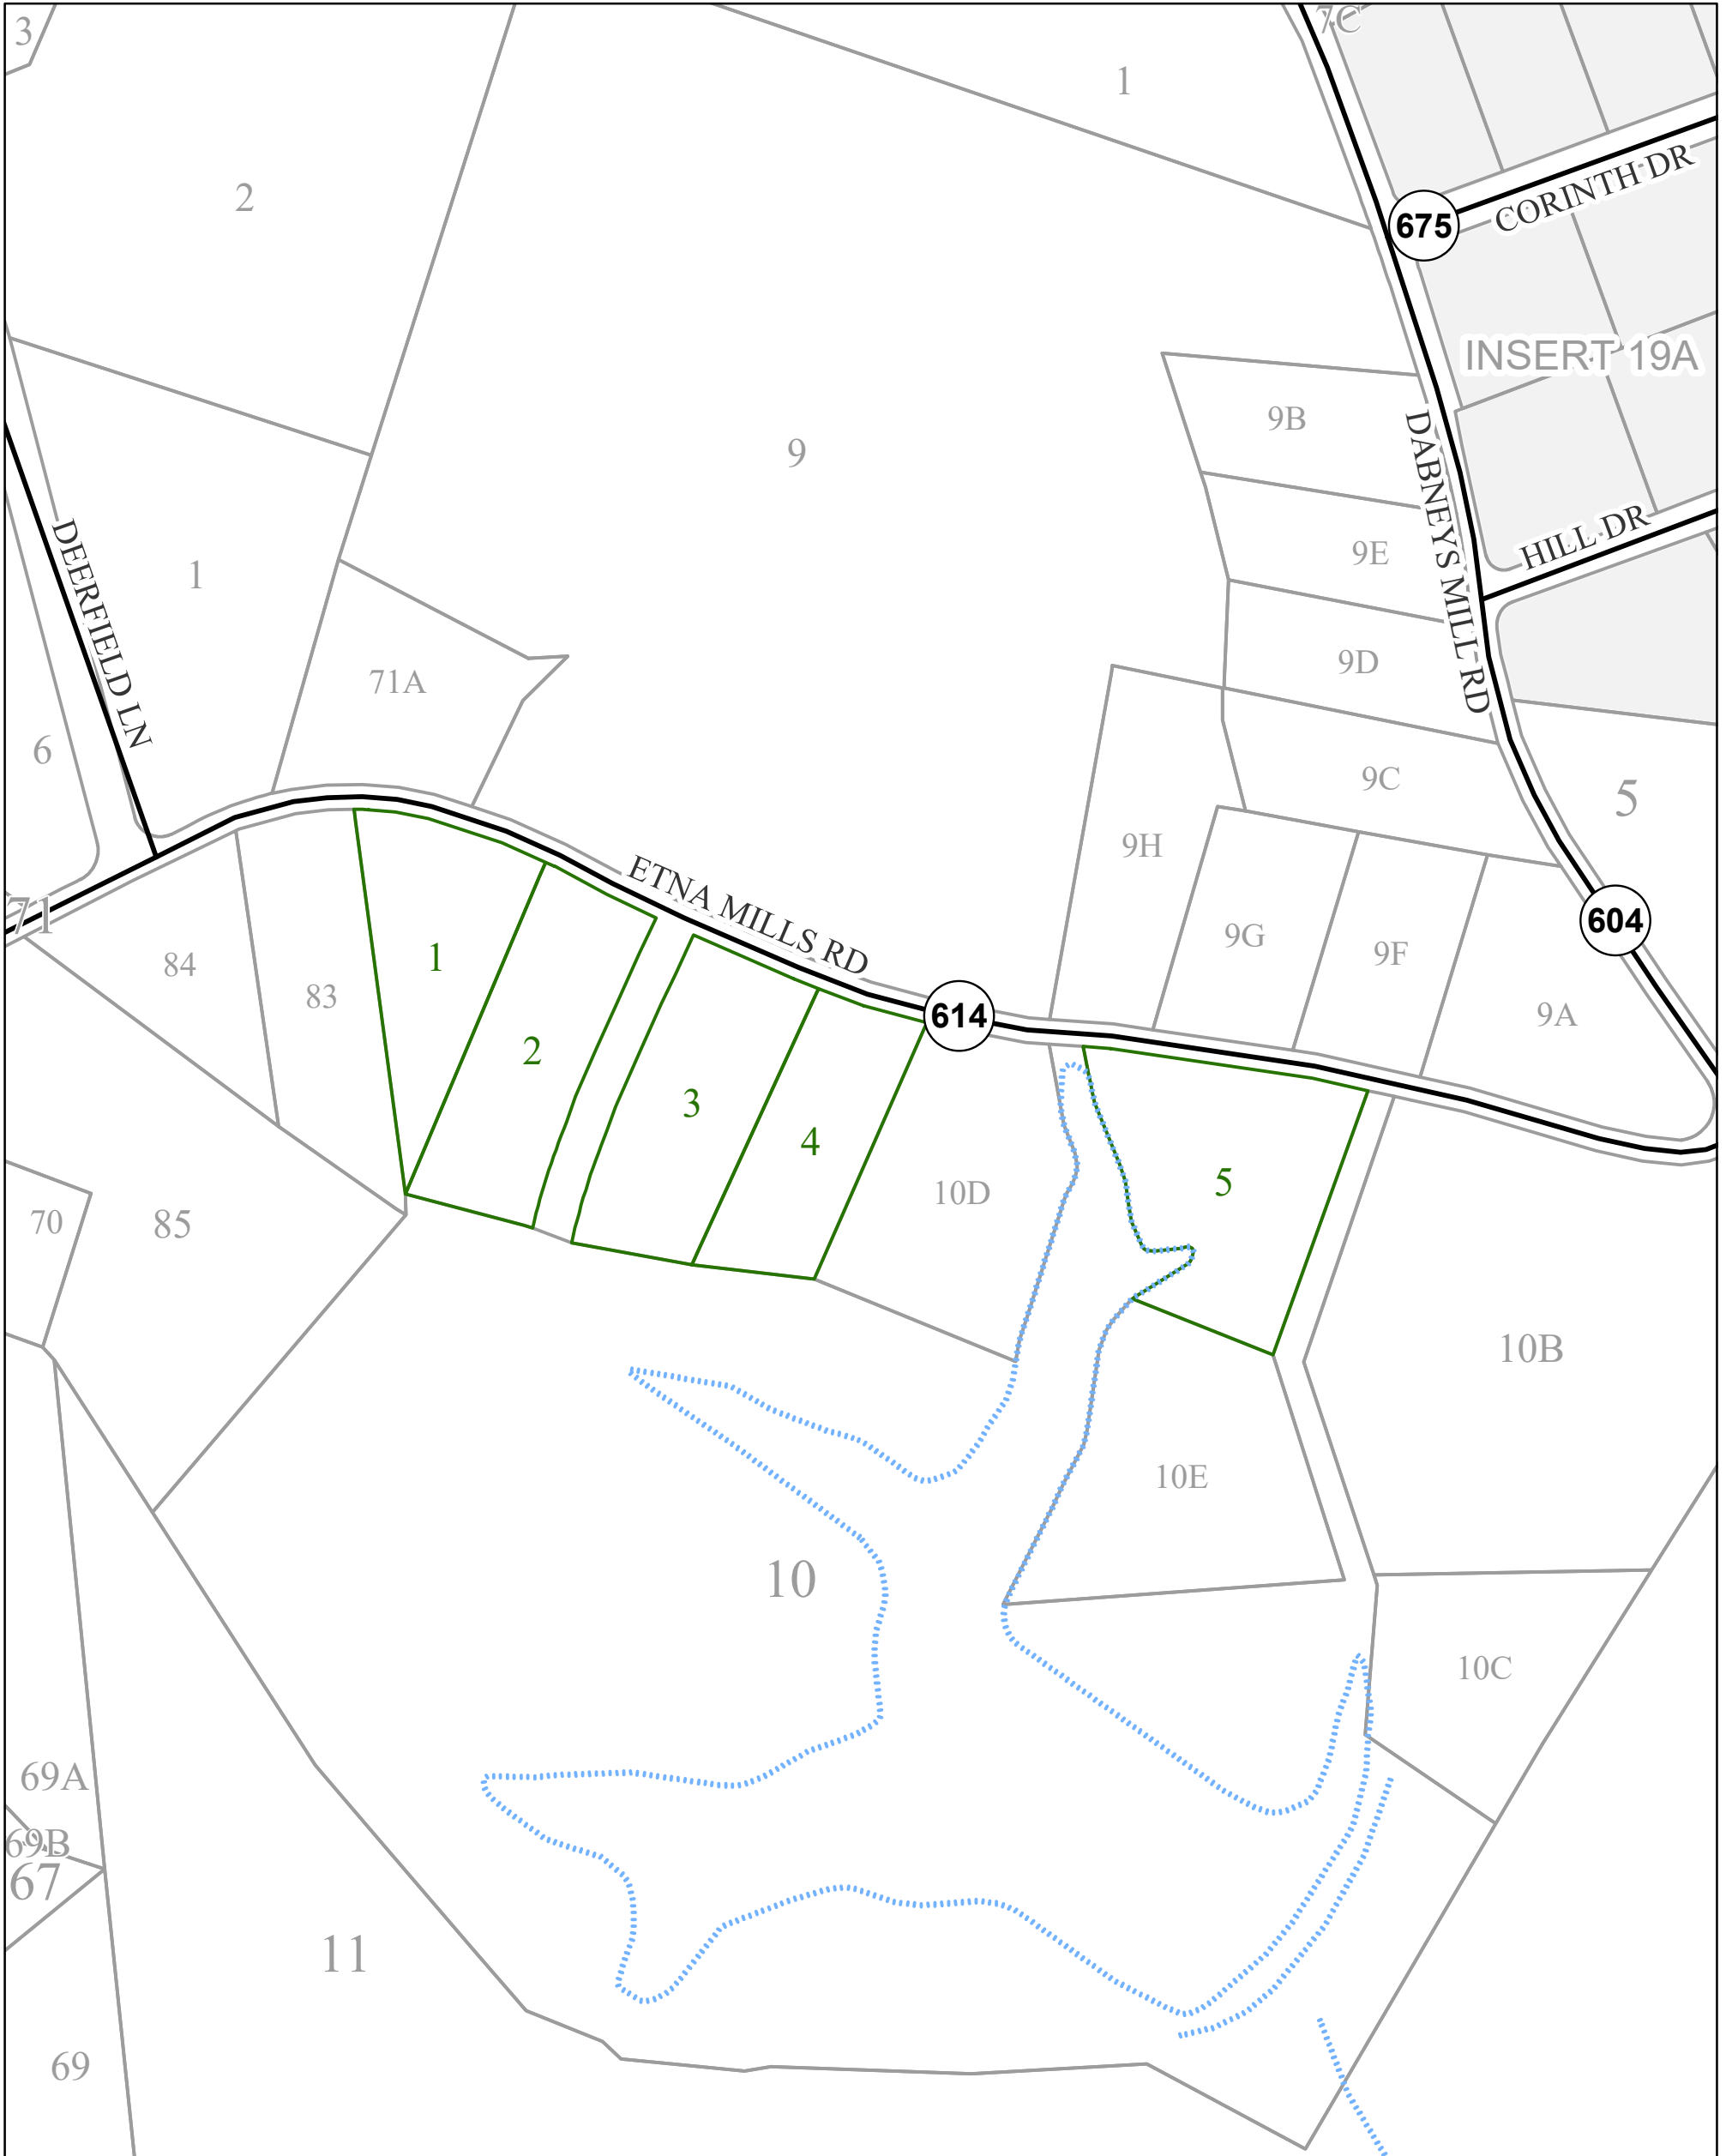 3
7C
1
2
CORINTH DR
675
INSERT 19A
9B
9
DABNEYS MILL RD
HILL DR
9E
1
DEERFIELD LN
9D
71A
6
9C
5
9H
ETNA MILLS RD
71
604
9G
9F
1
84
83
614
9A
2
3
4
5
10D
70
85
10B
10E
10
10C
69A
69B
67
11
69